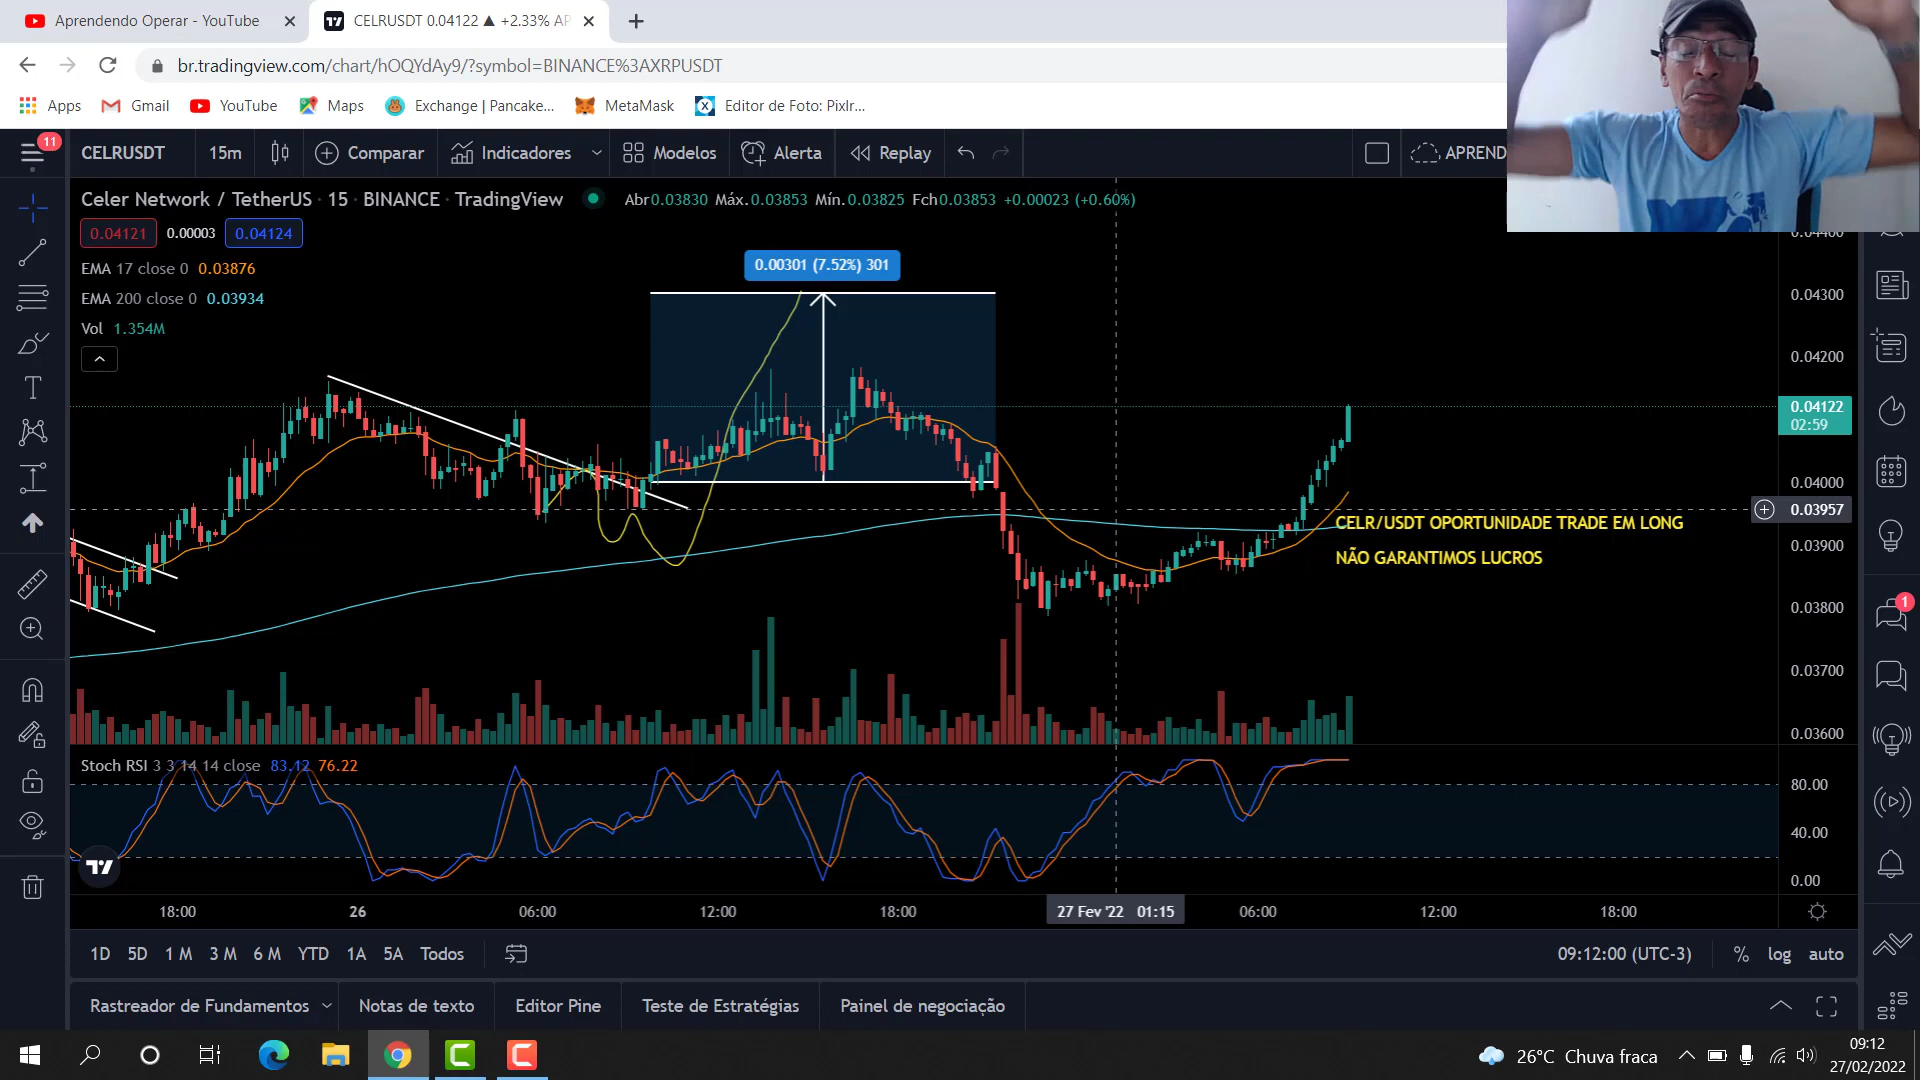 Aprendendo Operar - YouTube
CELRUSDT 0.04122 ▲ +2.33% AP
br.tradingview.com/chart/hOQYdAy9/?symbol=BINANCE%3AXRPUSDT
Apps
Gmail
YouTube
Maps
Exchange | Pancake...
MetaMask
Editor de Foto: Pixlr...
11
CELRUSDT
15m
Comparar
Indicadores
Modelos
Alerta
Replay
APREND
Celer Network / TetherUS · 15 · BINANCE · TradingView
Abr0.03830 Máx.0.03853 Mín.0.03825 Fch0.03853 +0.00023 (+0.60%)
0.04121
0.00003
0.04124
EMA 17 close 0 0.03876
EMA 200 close 0 0.03934
Vol 1.354M
0.00301 (7.52%) 301
0.04400
0.04300
0.04200
0.04122
02:59
0.04000
0.03957
0.03900
0.03800
0.03700
0.03600
CELR/USDT OPORTUNIDADE TRADE EM LONG
NÃO GARANTIMOS LUCROS
1
Stoch RSI 3 3 14 14 close 83.12 76.22
80.00
40.00
0.00
18:00
26
06:00
12:00
18:00
27 Fev '22 01:15
06:00
12:00
18:00
1D
5D
1 M
3 M
6 M
YTD
1A
5A
Todos
09:12:00 (UTC-3)
%
log
auto
Rastreador de Fundamentos
Notas de texto
Editor Pine
Teste de Estratégias
Painel de negociação
26°C Chuva fraca
09:12
27/02/2022